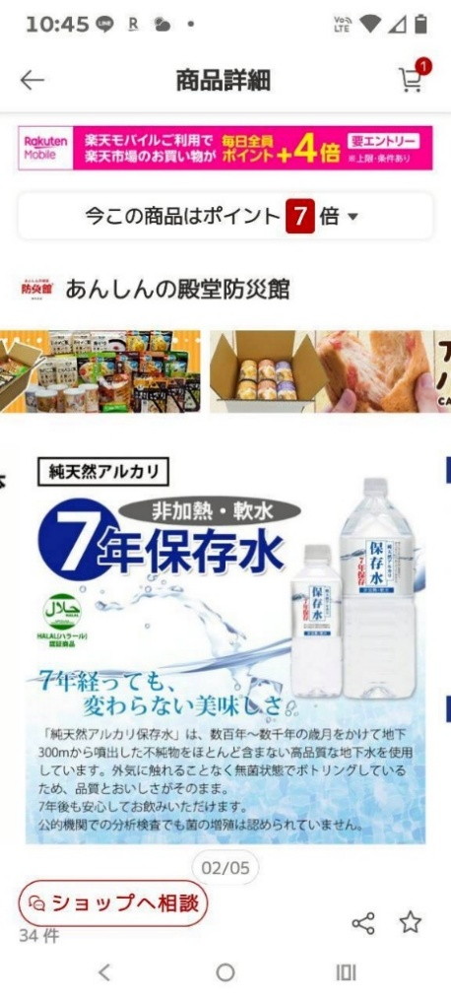 10:45
商品詳細
1
Rakuten Mobile
楽天モバイルご利用で 毎日全員
楽天市場のお買い物が ポイント+4倍
要エントリー
※上限・条件あり
今この商品はポイント 7 倍
防災館
あんしんの殿堂防災館
純天然アルカリ
非加熱・軟水
7年保存水
HALAL
HALAL(ハラール)
認証商品
保存水
7年保存
保存水
7年保存
7年経っても、
変わらない美味しさ。
「純天然アルカリ保存水」は、数百年〜数千年の歳月をかけて地下
300mから噴出した不純物をほとんど含まない高品質な地下水を使用
しています。外気に触れることなく無菌状態でボトリングしている
ため、品質とおいしさがそのまま。
7年後も安心してお飲みいただけます。
公的機関での分析検査でも菌の増殖は認められていません。
02/05
ショップへ相談
34 件